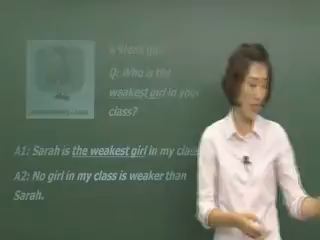 Q: Who is the
weakest girl in your
class?
A1: Sarah is the weakest girl in my class
A2: No girl in my class is weaker than
Sarah.